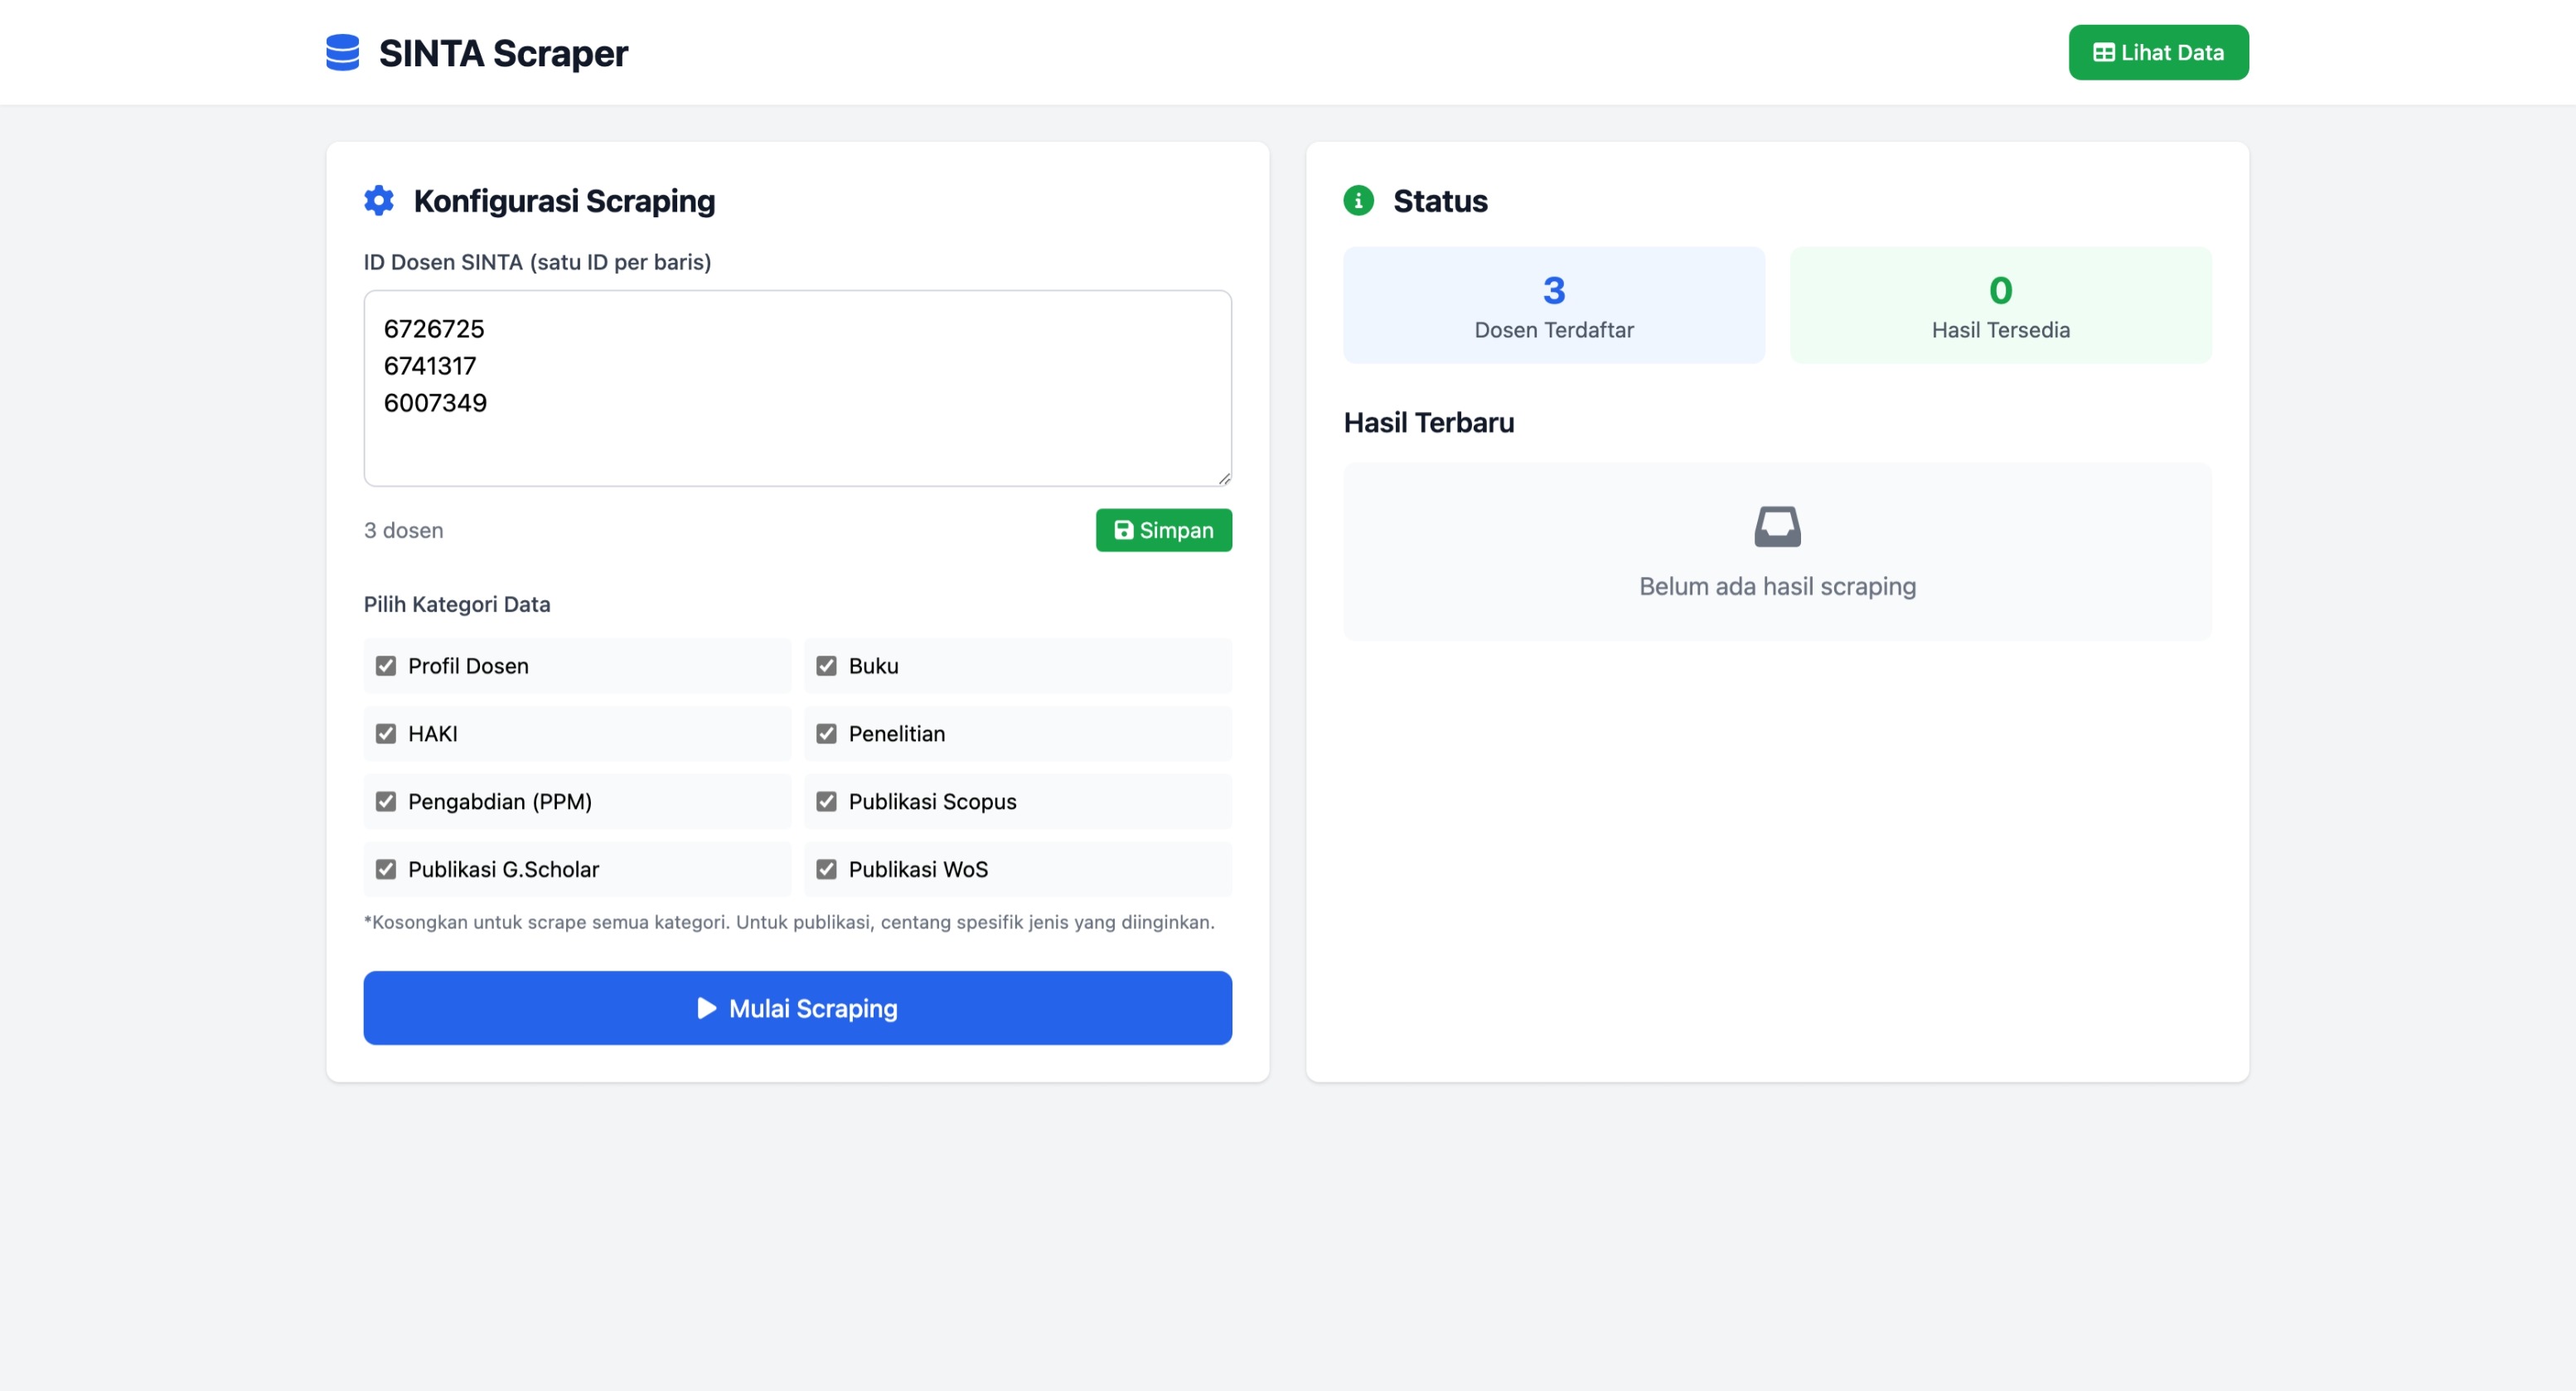 SINTA Scraper
Lihat Data
Konfigurasi Scraping
ID Dosen SINTA (satu ID per baris)
6726725
6741317
6007349
3 dosen
Simpan
Pilih Kategori Data
Profil Dosen
Buku
HAKI
Penelitian
Pengabdian (PPM)
Publikasi Scopus
Publikasi G.Scholar
Publikasi WoS
*Kosongkan untuk scrape semua kategori. Untuk publikasi, centang spesifik jenis yang diinginkan.
Mulai Scraping
Status
3
Dosen Terdaftar
0
Hasil Tersedia
Hasil Terbaru
Belum ada hasil scraping